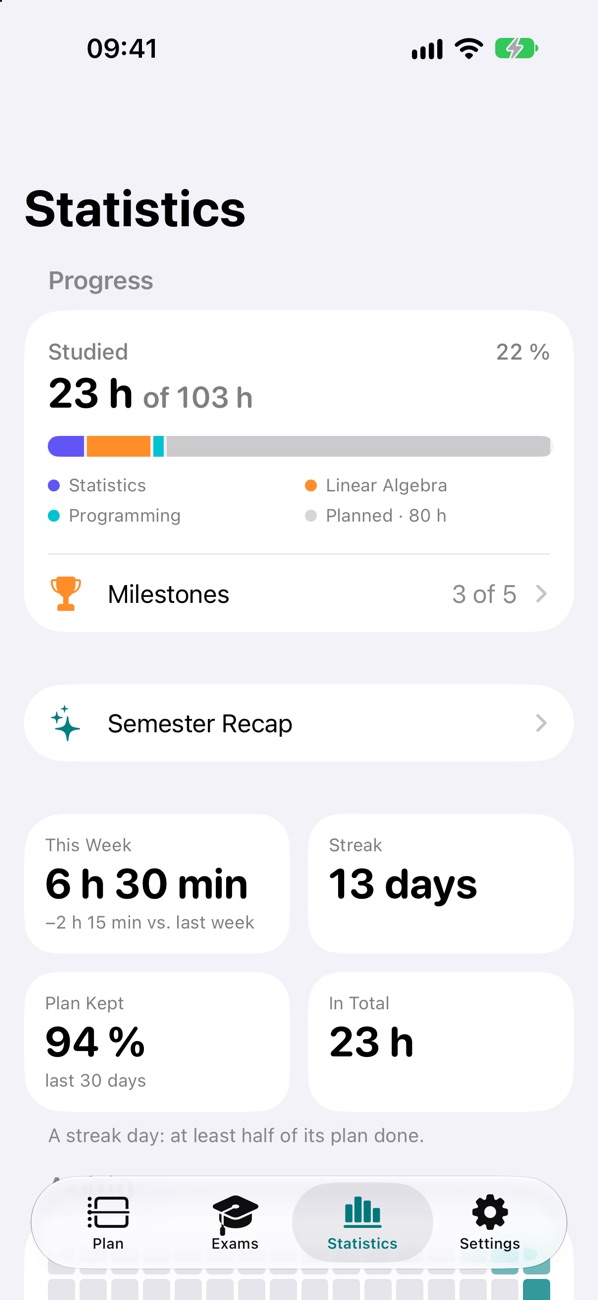 09:41
Statistics
Progress
Studied 22 %
23 h of 103 h
Statistics Linear Algebra
Programming Planned · 80 h
Milestones 3 of 5
Semester Recap
This Week Streak
6 h 30 min 13 days
−2 h 15 min vs. last week
Plan Kept In Total
94 % 23 h
last 30 days
A streak day: at least half of its plan done.
Plan Exams Statistics Settings